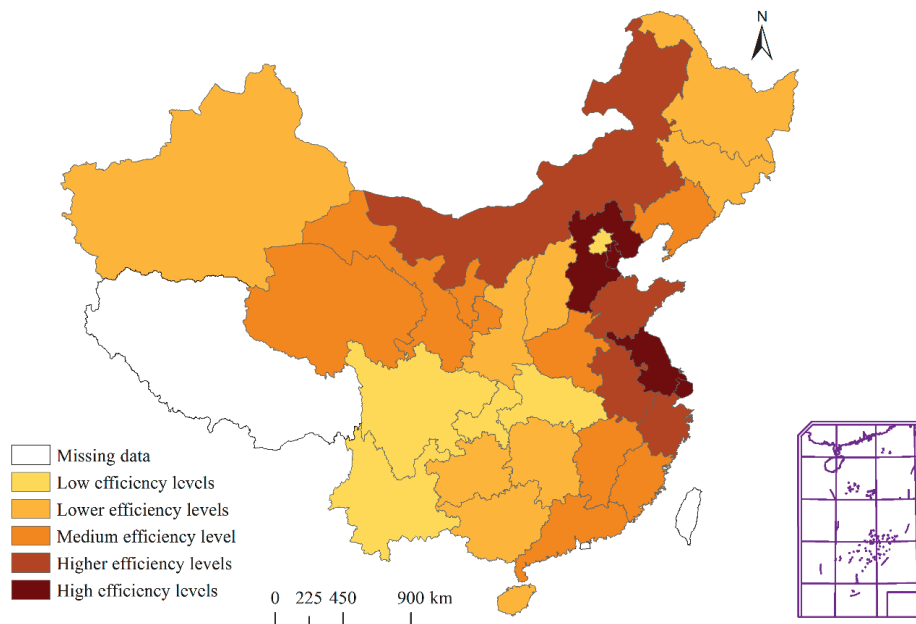 N
Missing data
Low efficiency levels
Lower efficiency levels
Medium efficiency level
Higher efficiency levels
High efficiency levels
0 225 450 900 km